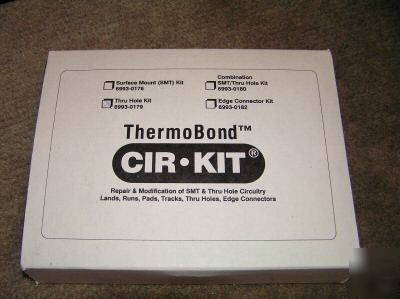 Surface Mount (SMT) Kit
6993-0176
Combination
SMT/Thru Hole Kit
6993-0180
Thru Hole Kit
6993-0179
Edge Connector Kit
6993-0182
ThermoBond™
CIR•KIT®
Repair & Modification of SMT & Thru Hole Circuitry
Lands, Runs, Pads, Tracks, Thru Holes, Edge Connectors